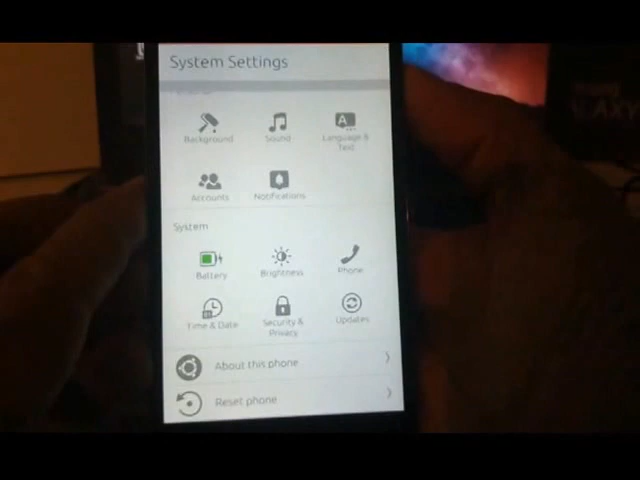 System Settings
Background
Sound
Language &
Text
Accounts
Notifications
System
Battery
Brightness
Phone
Time & Date
Security &
Privacy
Updates
About this phone
Reset phone